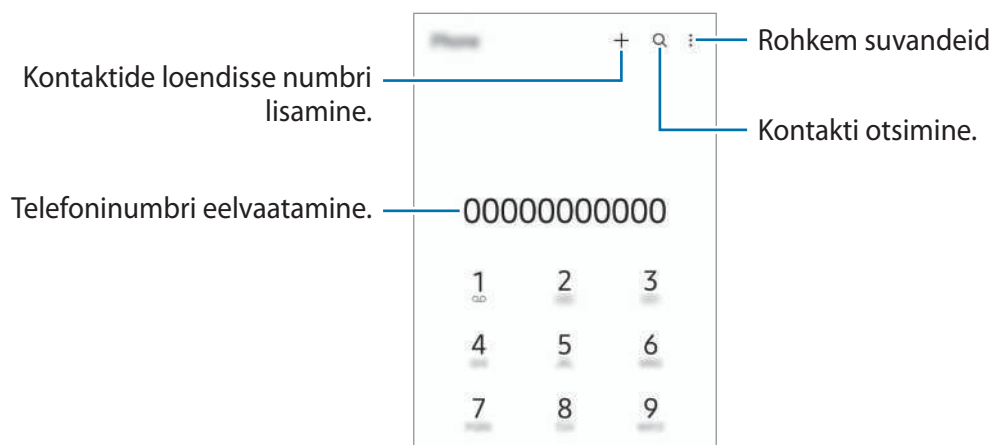 Phone
Rohkem suvandeid
Kontaktide loendisse numbri
lisamine.
Kontakti otsimine.
Telefoninumbri eelvaatamine.
00000000000
1 2 3
4 5 6
7 8 9